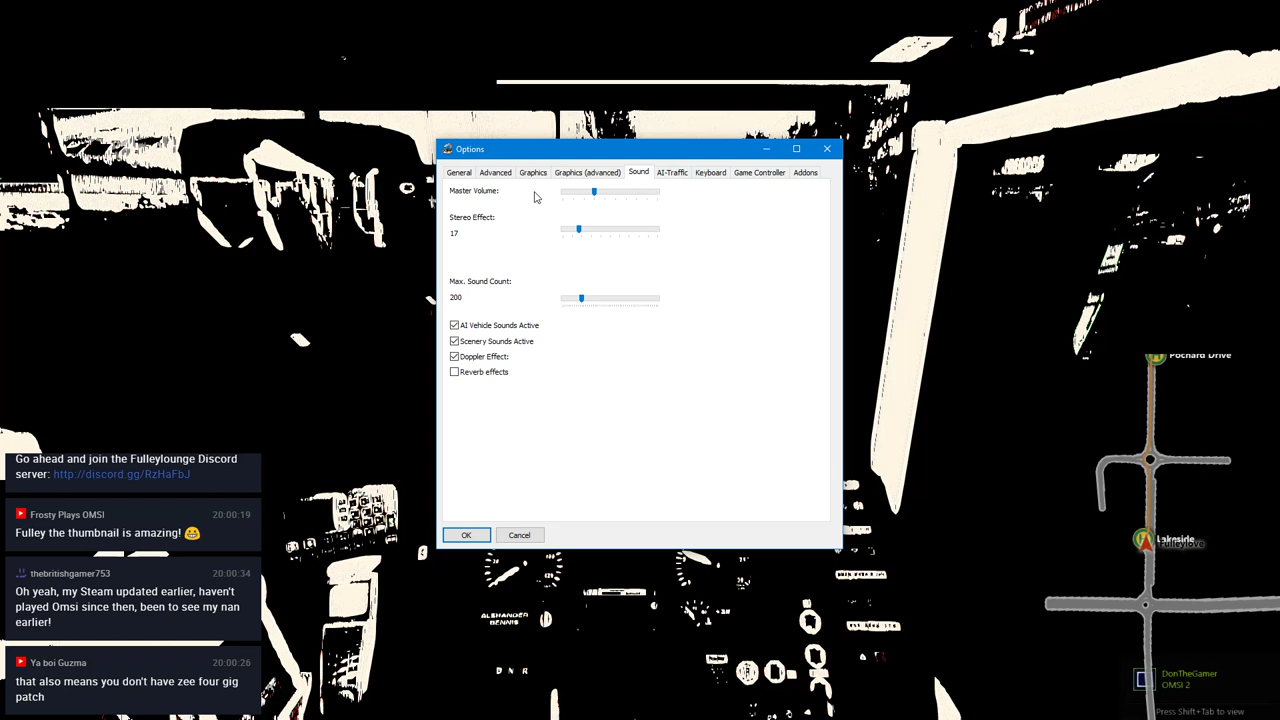 Options
General Advanced Graphics Graphics (advanced) Sound AI-Traffic Keyboard Game Controller Addons
Master Volume:
Stereo Effect:
17
Max. Sound Count:
200
AI Vehicle Sounds Active
Scenery Sounds Active
Doppler Effect:
Reverb effects
OK Cancel
Go ahead and join the Fulleylounge Discord
server: http://discord.gg/RzHaFbJ
Frosty Plays OMSI 20:00:19
Fulley the thumbnail is amazing!
thebritishgamer753 20:00:34
Oh yeah, my Steam updated earlier, haven't
played Omsi since then, been to see my nan
earlier!
Ya boi Guzma 20:00:26
that also means you don't have zee four gig
patch
Pochard Drive
Lakeside
Fulleylove
ALEXANDER
DENNIS
D N R
DonTheGamer
OMSI 2
Press Shift+Tab to view